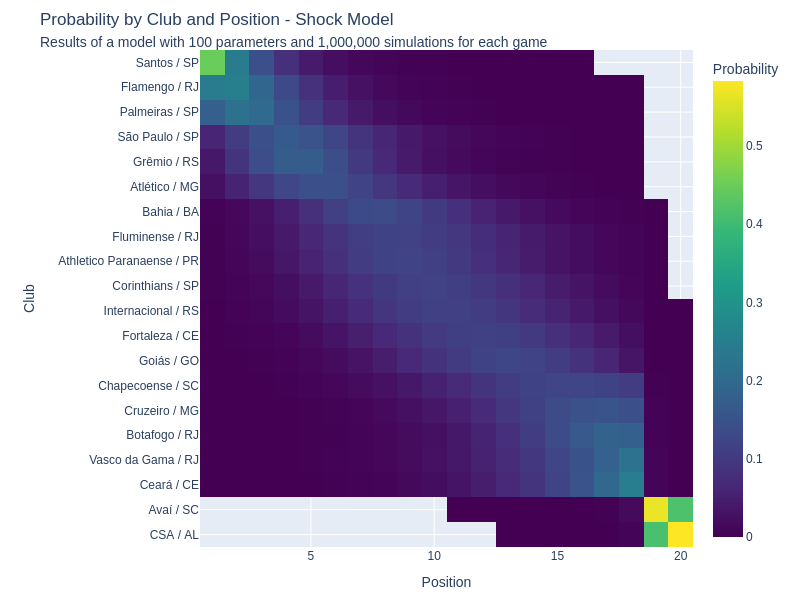 Probability by Club and Position - Shock Model
Results of a model with 100 parameters and 1,000,000 simulations for each game
Probability
Club
Santos / SP
Flamengo / RJ
Palmeiras / SP
São Paulo / SP
Grêmio / RS
Atlético / MG
Bahia / BA
Fluminense / RJ
Athletico Paranaense / PR
Corinthians / SP
Internacional / RS
Fortaleza / CE
Goiás / GO
Chapecoense / SC
Cruzeiro / MG
Botafogo / RJ
Vasco da Gama / RJ
Ceará / CE
Avaí / SC
CSA / AL
5
10
15
20
Position
0.5
0.4
0.3
0.2
0.1
0